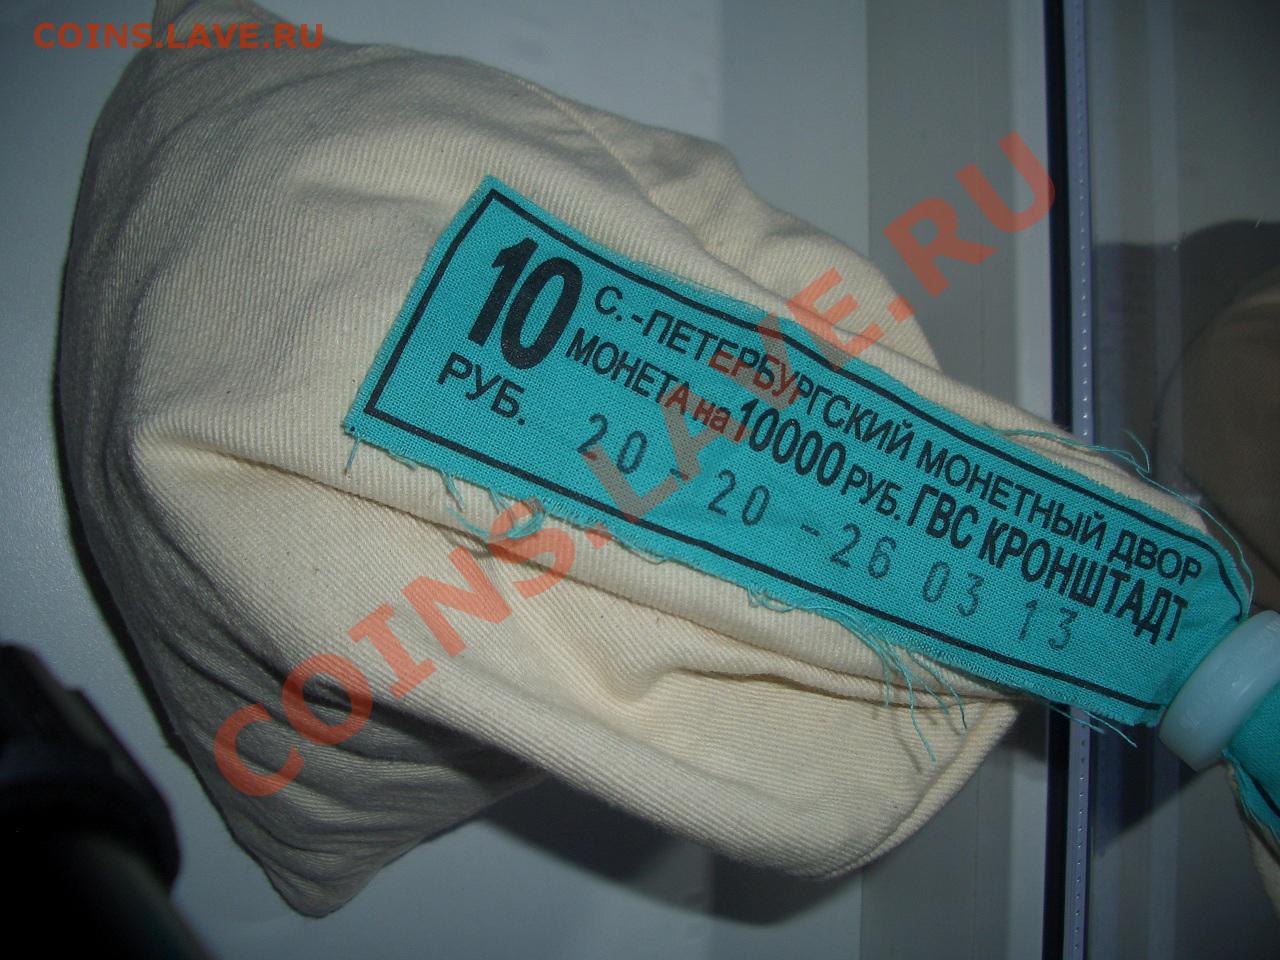 COINS.LAVE.RU
10 РУБ.
С.-ПЕТЕРБУРГСКИЙ МОНЕТНЫЙ ДВОР
МОНЕТА на 10000 РУБ. ГВС КРОНШТАДТ
20 - 20 - 26 03 13
COINS.LAVE.RU